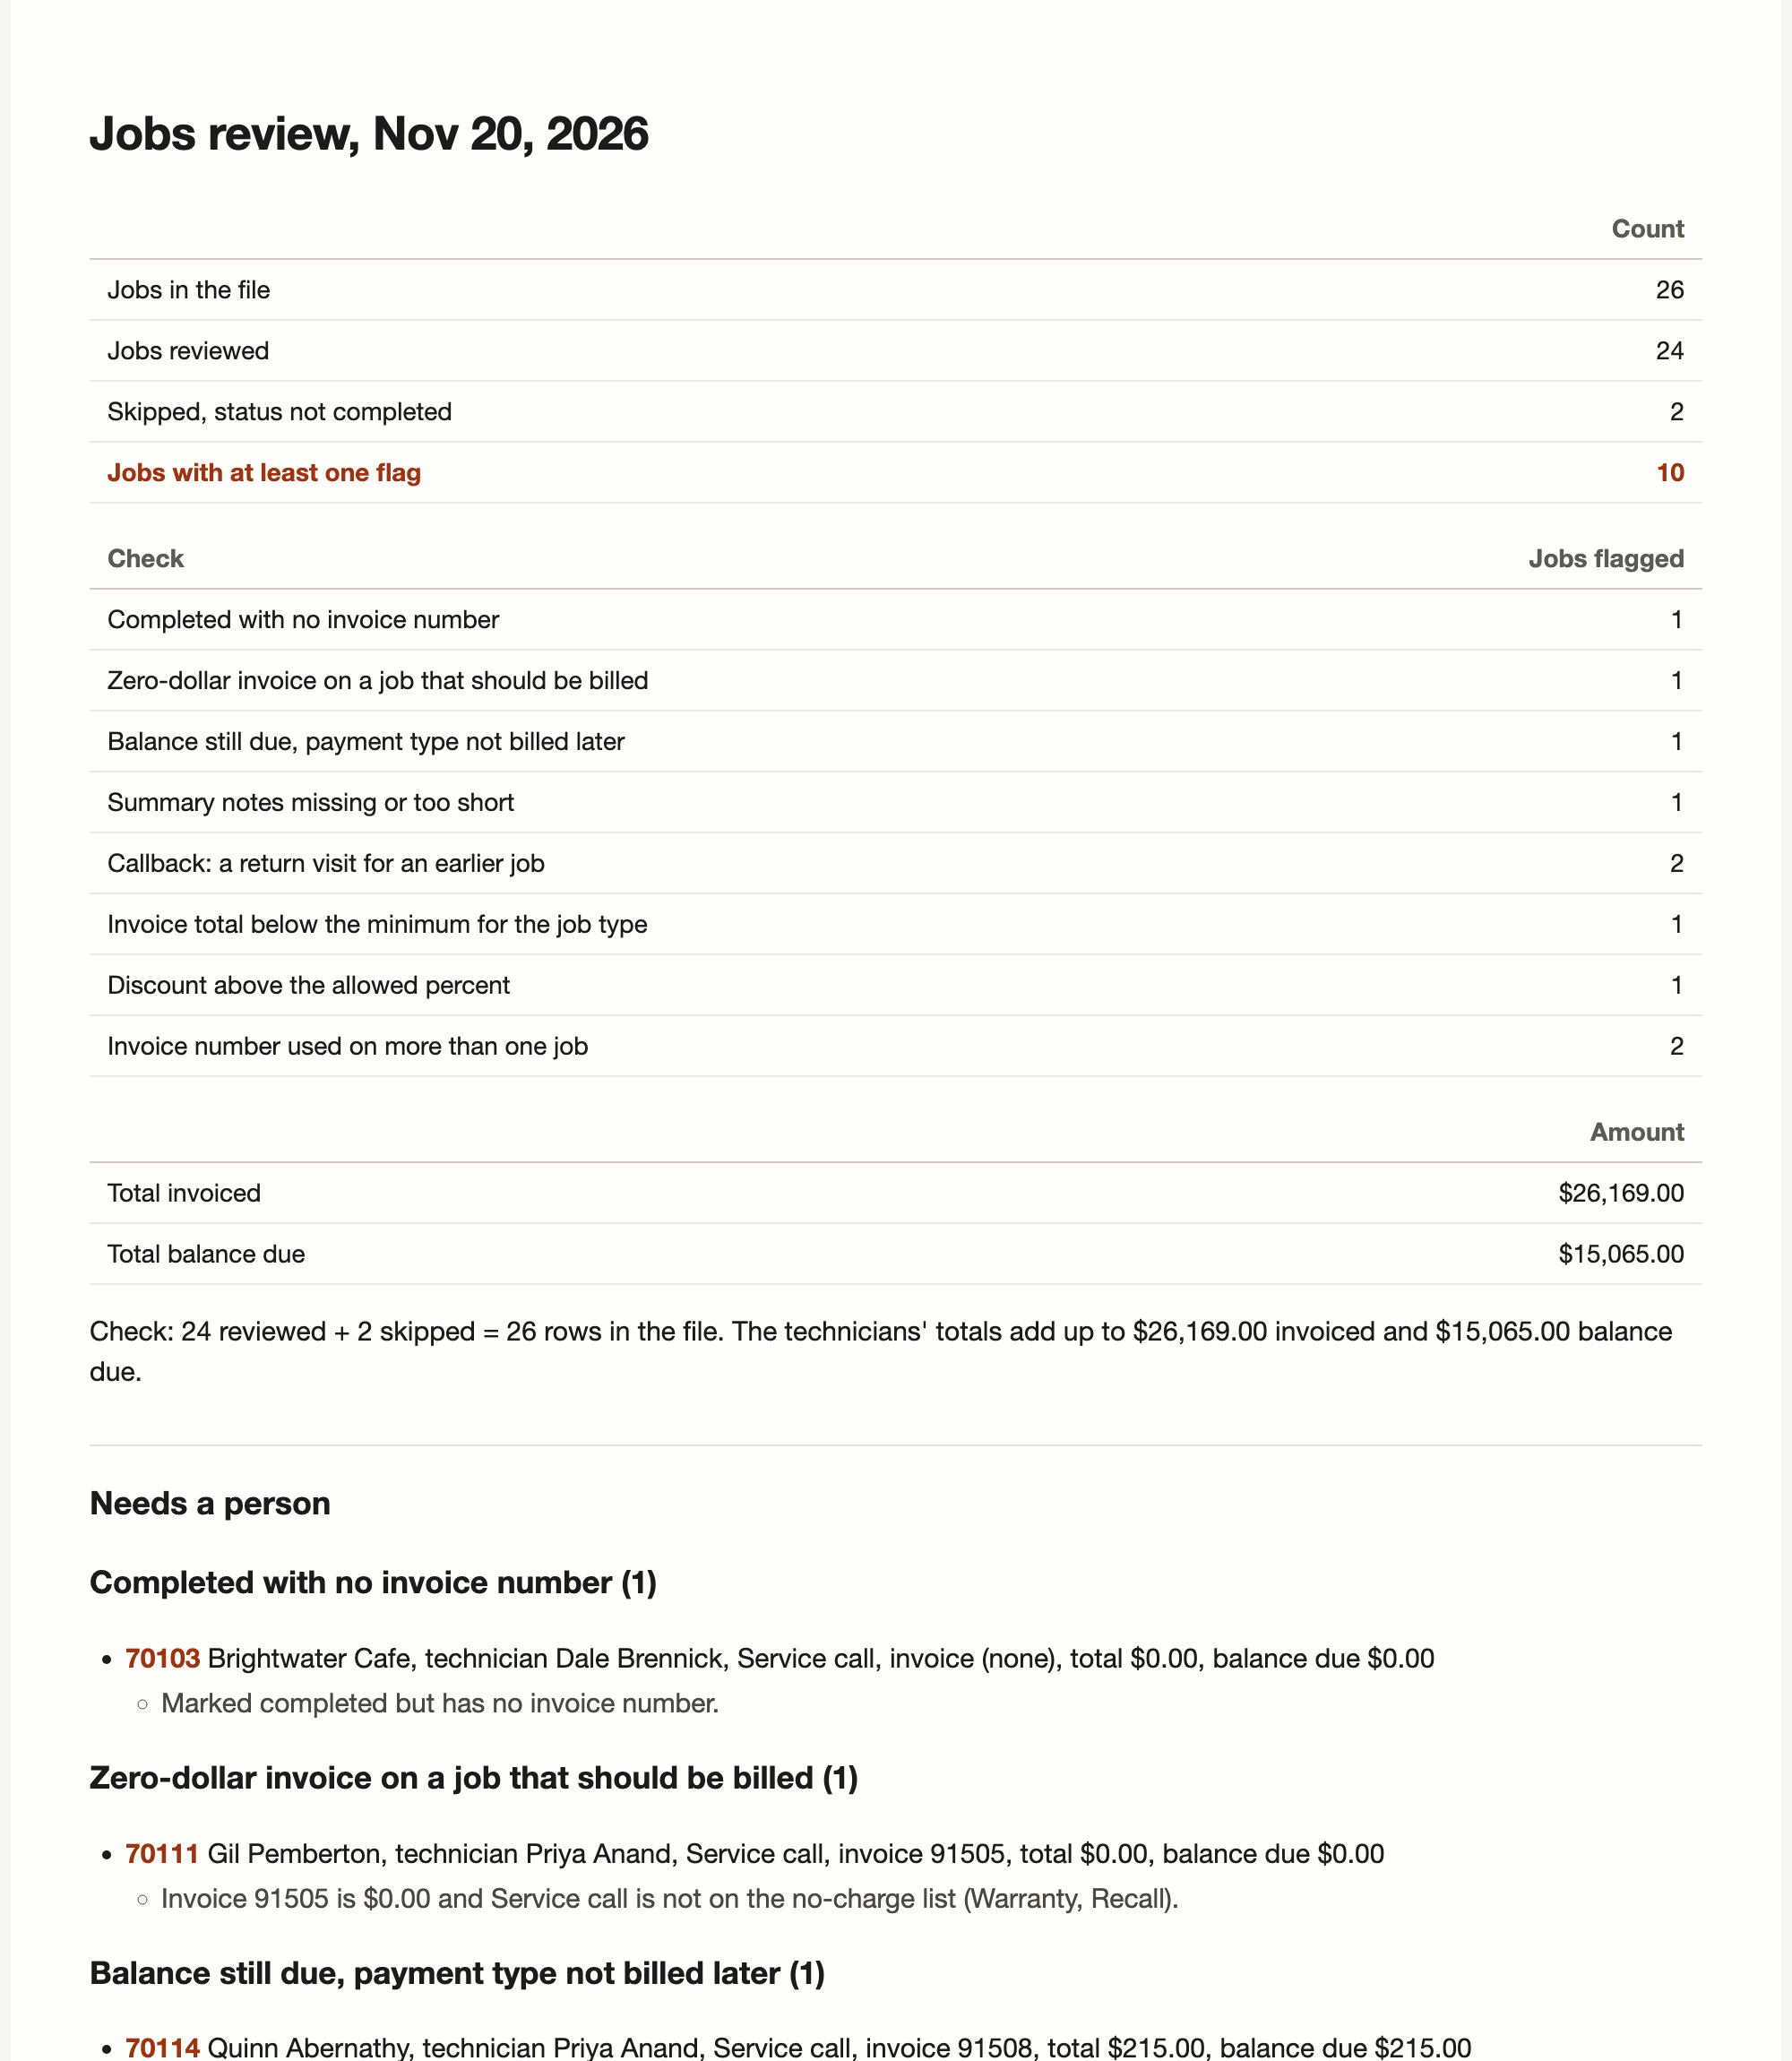 Jobs review, Nov 20, 2026
Count
Jobs in the file 26
Jobs reviewed 24
Skipped, status not completed 2
Jobs with at least one flag 10
Check Jobs flagged
Completed with no invoice number 1
Zero-dollar invoice on a job that should be billed 1
Balance still due, payment type not billed later 1
Summary notes missing or too short 1
Callback: a return visit for an earlier job 2
Invoice total below the minimum for the job type 1
Discount above the allowed percent 1
Invoice number used on more than one job 2
Amount
Total invoiced $26,169.00
Total balance due $15,065.00
Check: 24 reviewed + 2 skipped = 26 rows in the file. The technicians' totals add up to $26,169.00 invoiced and $15,065.00 balance
due.
Needs a person
Completed with no invoice number (1)
• 70103 Brightwater Cafe, technician Dale Brennick, Service call, invoice (none), total $0.00, balance due $0.00
◦ Marked completed but has no invoice number.
Zero-dollar invoice on a job that should be billed (1)
• 70111 Gil Pemberton, technician Priya Anand, Service call, invoice 91505, total $0.00, balance due $0.00
◦ Invoice 91505 is $0.00 and Service call is not on the no-charge list (Warranty, Recall).
Balance still due, payment type not billed later (1)
• 70114 Quinn Abernathy, technician Priya Anand, Service call, invoice 91508, total $215.00, balance due $215.00